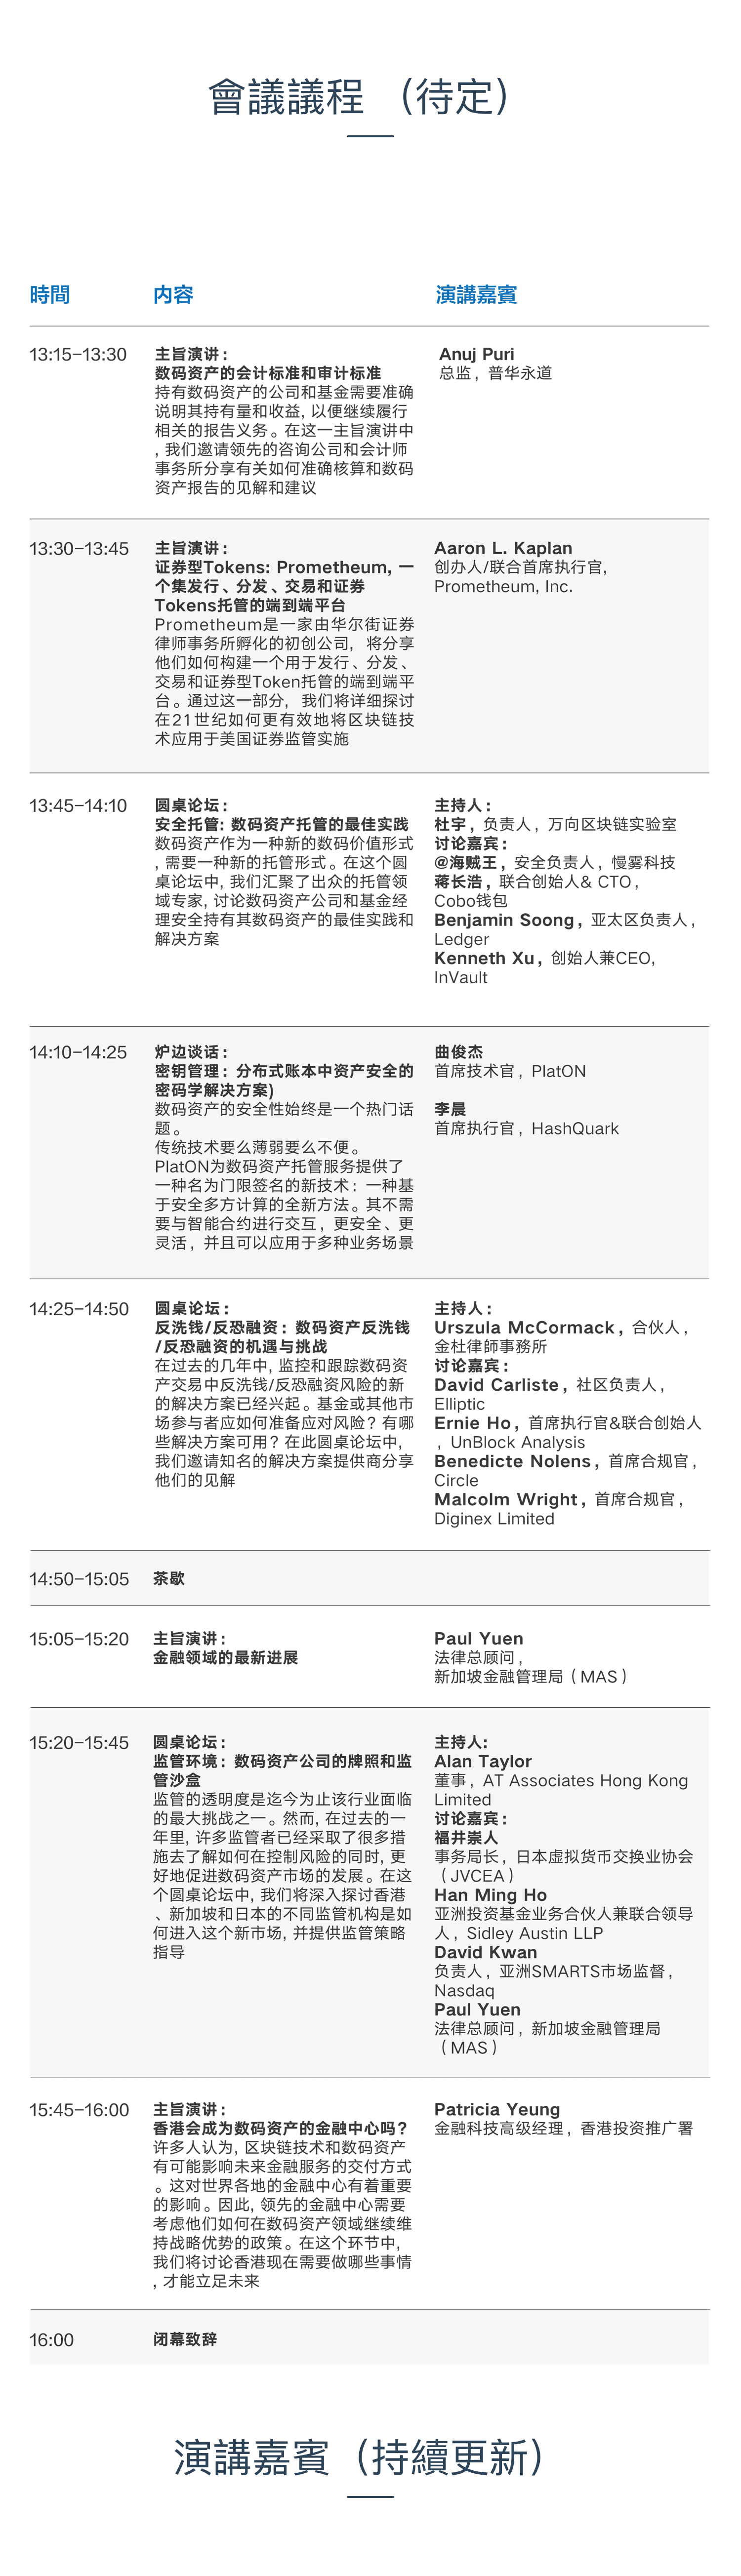 會議議程 （待定）
時間
内容
演講嘉賓
13:15-13:30
主旨演讲：
数码资产的会计标准和审计标准
持有数码资产的公司和基金需要准确
说明其持有量和收益, 以便继续履行
相关的报告义务。在这一主旨演讲中
, 我们邀请领先的咨询公司和会计师
事务所分享有关如何准确核算和数码
资产报告的见解和建议
Anuj Puri
总监，普华永道
13:30-13:45
主旨演讲：
证券型Tokens: Prometheum, 一
个集发行、分发、交易和证券
Tokens托管的端到端平台
Prometheum是一家由华尔街证券
律师事务所孵化的初创公司，将分享
他们如何构建一个用于发行、分发、
交易和证券型Token托管的端到端平
台。通过这一部分，我们将详细探讨
在21世纪如何更有效地将区块链技
术应用于美国证券监管实施
Aaron L. Kaplan
创办人/联合首席执行官,
Prometheum, Inc.
13:45-14:10
圆桌论坛：
安全托管: 数码资产托管的最佳实践
数码资产作为一种新的数码价值形式
, 需要一种新的托管形式。在这个圆
桌论坛中, 我们汇聚了出众的托管领
域专家, 讨论数码资产公司和基金经
理安全持有其数码资产的最佳实践和
解决方案
主持人：
杜宇，负责人，万向区块链实验室
讨论嘉宾：
@海贼王，安全负责人，慢雾科技
蒋长浩，联合创始人& CTO，
Cobo钱包
Benjamin Soong，亚太区负责人，
Ledger
Kenneth Xu，创始人兼CEO,
InVault
14:10-14:25
炉边谈话：
密钥管理：分布式账本中资产安全的
密码学解决方案)
数码资产的安全性始终是一个热门话
题。
传统技术要么薄弱要么不便。
PlatON为数码资产托管服务提供了
一种名为门限签名的新技术：一种基
于安全多方计算的全新方法。其不需
要与智能合约进行交互，更安全、更
灵活，并且可以应用于多种业务场景
曲俊杰
首席技术官，PlatON
李晨
首席执行官，HashQuark
14:25-14:50
圆桌论坛：
反洗钱/反恐融资：数码资产反洗钱
/反恐融资的机遇与挑战
在过去的几年中, 监控和跟踪数码资
产交易中反洗钱/反恐融资风险的新
的解决方案已经兴起。基金或其他市
场参与者应如何准备应对风险？有哪
些解决方案可用？在此圆桌论坛中,
我们邀请知名的解决方案提供商分享
他们的见解
主持人：
Urszula McCormack，合伙人，
金杜律師事務所
讨论嘉宾：
David Carliste，社区负责人，
Elliptic
Ernie Ho，首席执行官&联合创始人
，UnBlock Analysis
Benedicte Nolens，首席合规官，
Circle
Malcolm Wright，首席合规官，
Diginex Limited
14:50-15:05
茶歇
15:05-15:20
主旨演讲：
金融领域的最新进展
Paul Yuen
法律总顾问，
新加坡金融管理局（MAS）
15:20-15:45
圆桌论坛：
监管环境：数码资产公司的牌照和监
管沙盒
监管的透明度是迄今为止该行业面临
的最大挑战之一。然而, 在过去的一
年里, 许多监管者已经采取了很多措
施去了解如何在控制风险的同时, 更
好地促进数码资产市场的发展。在这
个圆桌论坛中, 我们将深入探讨香港
、新加坡和日本的不同监管机构是如
何进入这个新市场, 并提供监管策略
指导
主持人:
Alan Taylor
董事，AT Associates Hong Kong
Limited
讨论嘉宾：
福井崇人
事务局长，日本虚拟货币交换业协会
（JVCEA）
Han Ming Ho
亚洲投资基金业务合伙人兼联合领导
人，Sidley Austin LLP
David Kwan
负责人，亚洲SMARTS市场监督，
Nasdaq
Paul Yuen
法律总顾问，新加坡金融管理局
（MAS）
15:45-16:00
主旨演讲：
香港会成为数码资产的金融中心吗？
许多人认为, 区块链技术和数码资产
有可能影响未来金融服务的交付方式
。这对世界各地的金融中心有着重要
的影响。因此, 领先的金融中心需要
考虑他们如何在数码资产领域继续维
持战略优势的政策。在这个环节中,
我们将讨论香港现在需要做哪些事情
, 才能立足未来
Patricia Yeung
金融科技高级经理，香港投资推广署
16:00
闭幕致辞
演講嘉賓（持續更新）